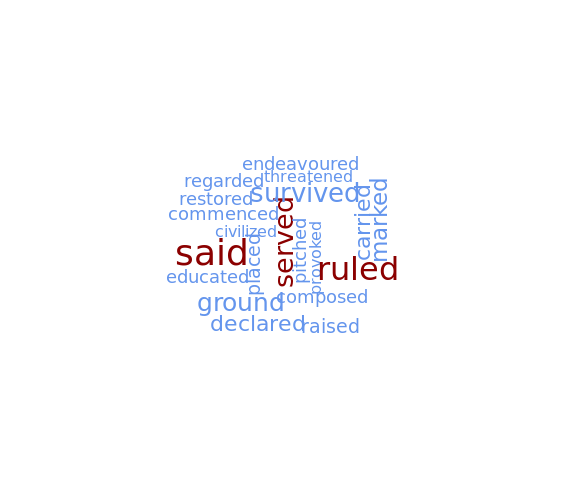 endeavoured
threatened
regarded
survived
restored
carried
marked
commenced
civilized
served
said
placed
pitched
provoked
ruled
educated
composed
ground
declared
raised